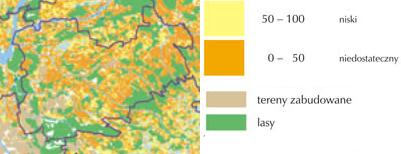 50 – 100 niski
0 – 50 niedostateczny
tereny zabudowane
lasy